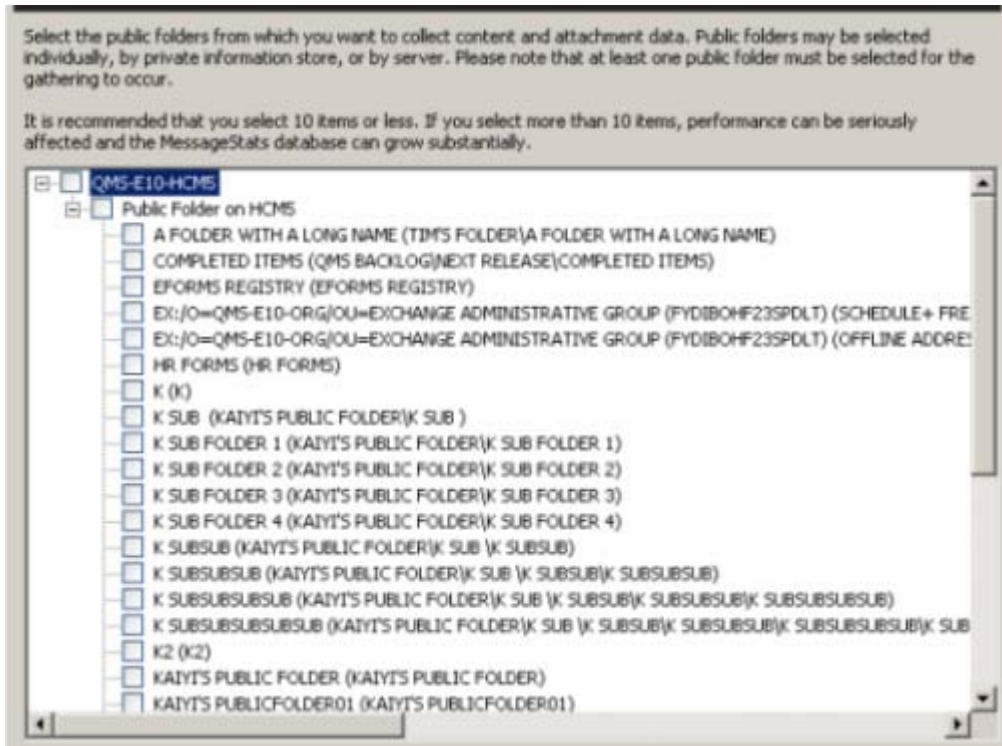 Select the public folders from which you want to collect content and attachment data. Public folders may be selected
individually, by private information store, or by server. Please note that at least one public folder must be selected for the
gathering to occur.
It is recommended that you select 10 items or less. If you select more than 10 items, performance can be seriously
affected and the MessageStats database can grow substantially.
QMS-E10-HCM5
Public Folder on HCM5
A FOLDER WITH A LONG NAME (TIM'S FOLDER\A FOLDER WITH A LONG NAME)
COMPLETED ITEMS (QMS BACKLOG\NEXT RELEASE\COMPLETED ITEMS)
EFORMS REGISTRY (EFORMS REGISTRY)
EX:/O=QMS-E10-ORG/OU=EXCHANGE ADMINISTRATIVE GROUP (FYDIBOHF23SPDLT) (SCHEDULE+ FRE
EX:/O=QMS-E10-ORG/OU=EXCHANGE ADMINISTRATIVE GROUP (FYDIBOHF23SPDLT) (OFFLINE ADDRES
HR FORMS (HR FORMS)
K (K)
K SUB (KAIYI'S PUBLIC FOLDER\K SUB )
K SUB FOLDER 1 (KAIYI'S PUBLIC FOLDER\K SUB FOLDER 1)
K SUB FOLDER 2 (KAIYI'S PUBLIC FOLDER\K SUB FOLDER 2)
K SUB FOLDER 3 (KAIYI'S PUBLIC FOLDER\K SUB FOLDER 3)
K SUB FOLDER 4 (KAIYI'S PUBLIC FOLDER\K SUB FOLDER 4)
K SUBSUB (KAIYI'S PUBLIC FOLDER\K SUB \K SUBSUB)
K SUBSUBSUB (KAIYI'S PUBLIC FOLDER\K SUB \K SUBSUB\K SUBSUBSUB)
K SUBSUBSUBSUB (KAIYI'S PUBLIC FOLDER\K SUB \K SUBSUB\K SUBSUBSUB\K SUBSUBSUBSUB)
K SUBSUBSUBSUBSUB (KAIYI'S PUBLIC FOLDER\K SUB \K SUBSUB\K SUBSUBSUB\K SUBSUBSUBSUB\K SUB
K2 (K2)
KAIYI'S PUBLIC FOLDER (KAIYI'S PUBLIC FOLDER)
KAIYI'S PUBLICFOLDER01 (KAIYI'S PUBLICFOLDER01)